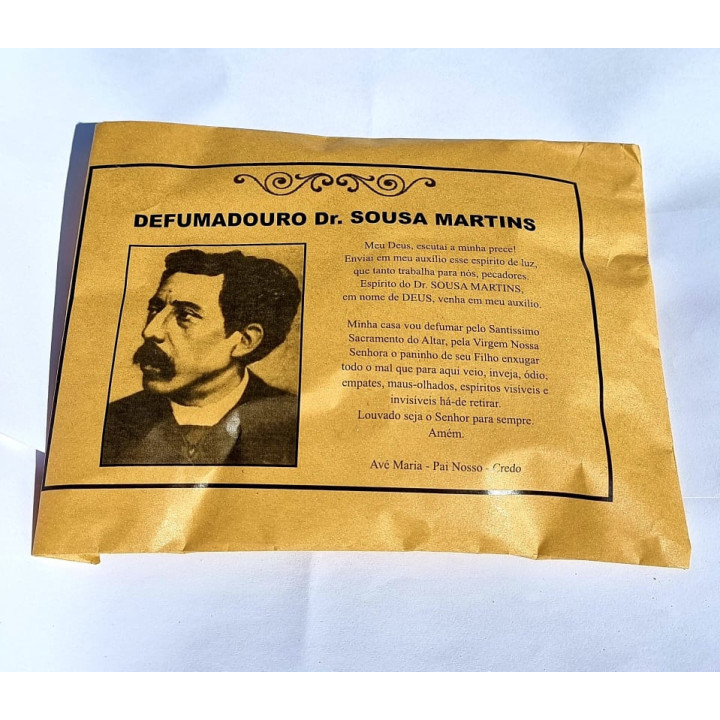 DEFUMADOURO Dr. SOUSA MARTINS
Meu Deus, escutai a minha prece!
Enviai em meu auxílio esse espírito de luz,
que tanto trabalha para nós, pecadores.
Espírito do Dr. SOUSA MARTINS,
em nome de DEUS, venha em meu auxilio.
Minha casa vou defumar pelo Santissimo
Sacramento do Altar, pela Virgem Nossa
Senhora o paninho de seu Filho enxugar
todo o mal que para aqui veio, inveja, ódio,
empates, maus-olhados, espíritos visíveis e
invisiveis há-de retirar.
Louvado seja o Senhor para sempre.
Amém.
Avé Maria - Pai Nosso - Credo